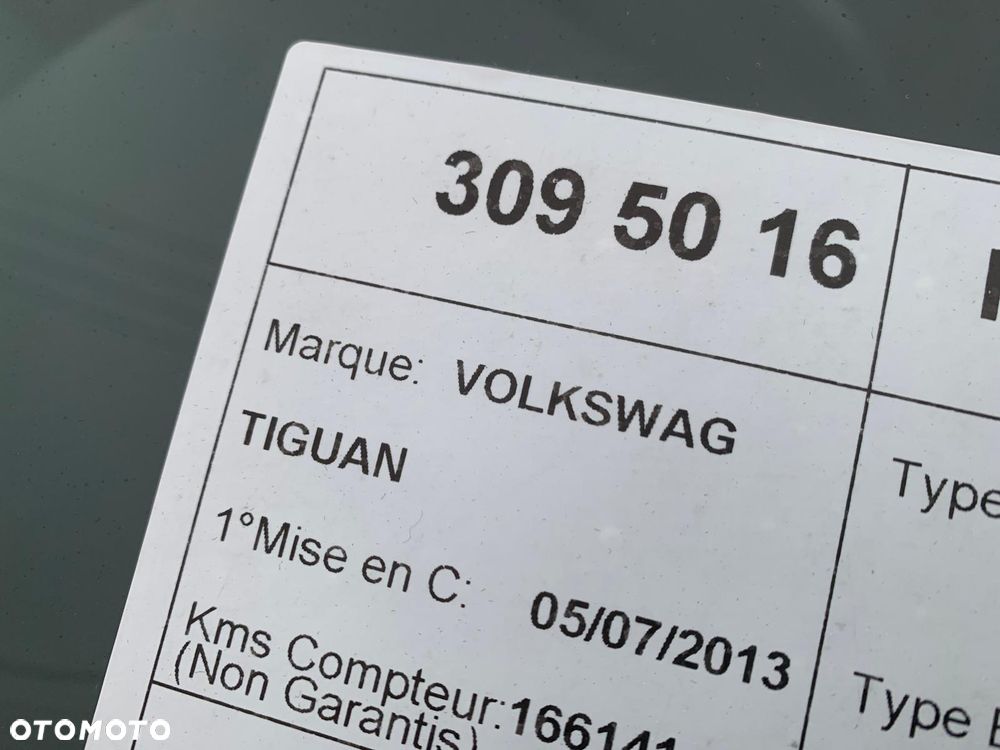 309 50 16
Marque: VOLKSWAG
TIGUAN
1°Mise en C: 05/07/2013
Kms Compteur:166141
(Non Garantis)
Type
Type
OTOMOTO